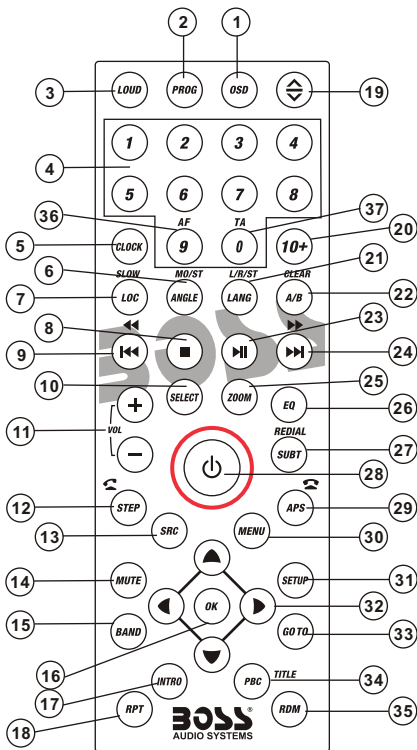 2 1
3 LOUD PROG OSD 19
1 2 3 4
4
5 6 7 8
36 AF TA 37
5 CLOCK 9 0 10+ 20
6 SLOW MO/ST L/R/ST CLEAR 21
7 LOC ANGLE LANG A/B 22
8 23
BOSS
9 24
10 SELECT ZOOM 25
11 VOL + EQ 26
REDIAL
− SUBT 27
28
12 STEP APS 29
13 SRC MENU 30
14 MUTE SETUP 31
OK 32
15 BAND GO TO 33
16
17 INTRO PBC TITLE 34
18 RPT RDM 35
BOSS
AUDIO SYSTEMS